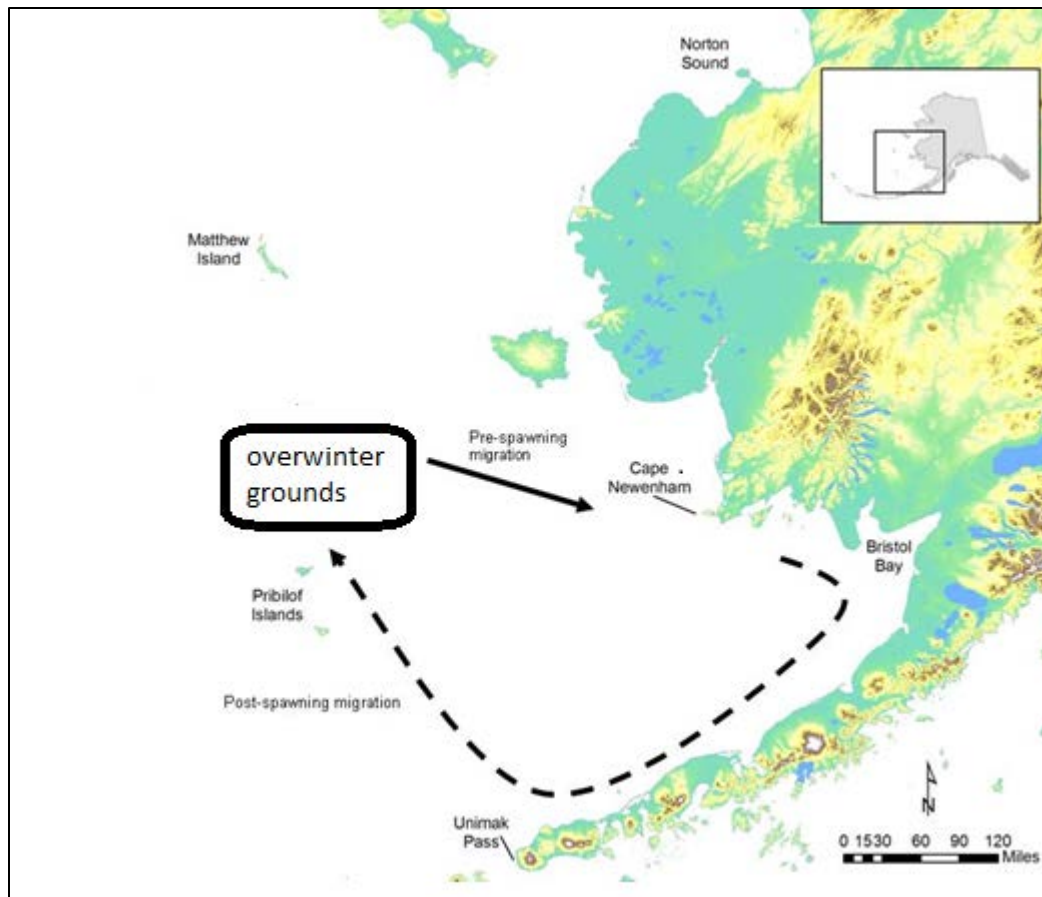 Norton
Sound
Matthew
Island
overwinter
grounds
Pre-spawning
migration
Cape
Newenham
Bristol
Bay
Pribilof
Islands
Post-spawning migration
Unimak
Pass
N
0 15 30 60 90 120
Miles